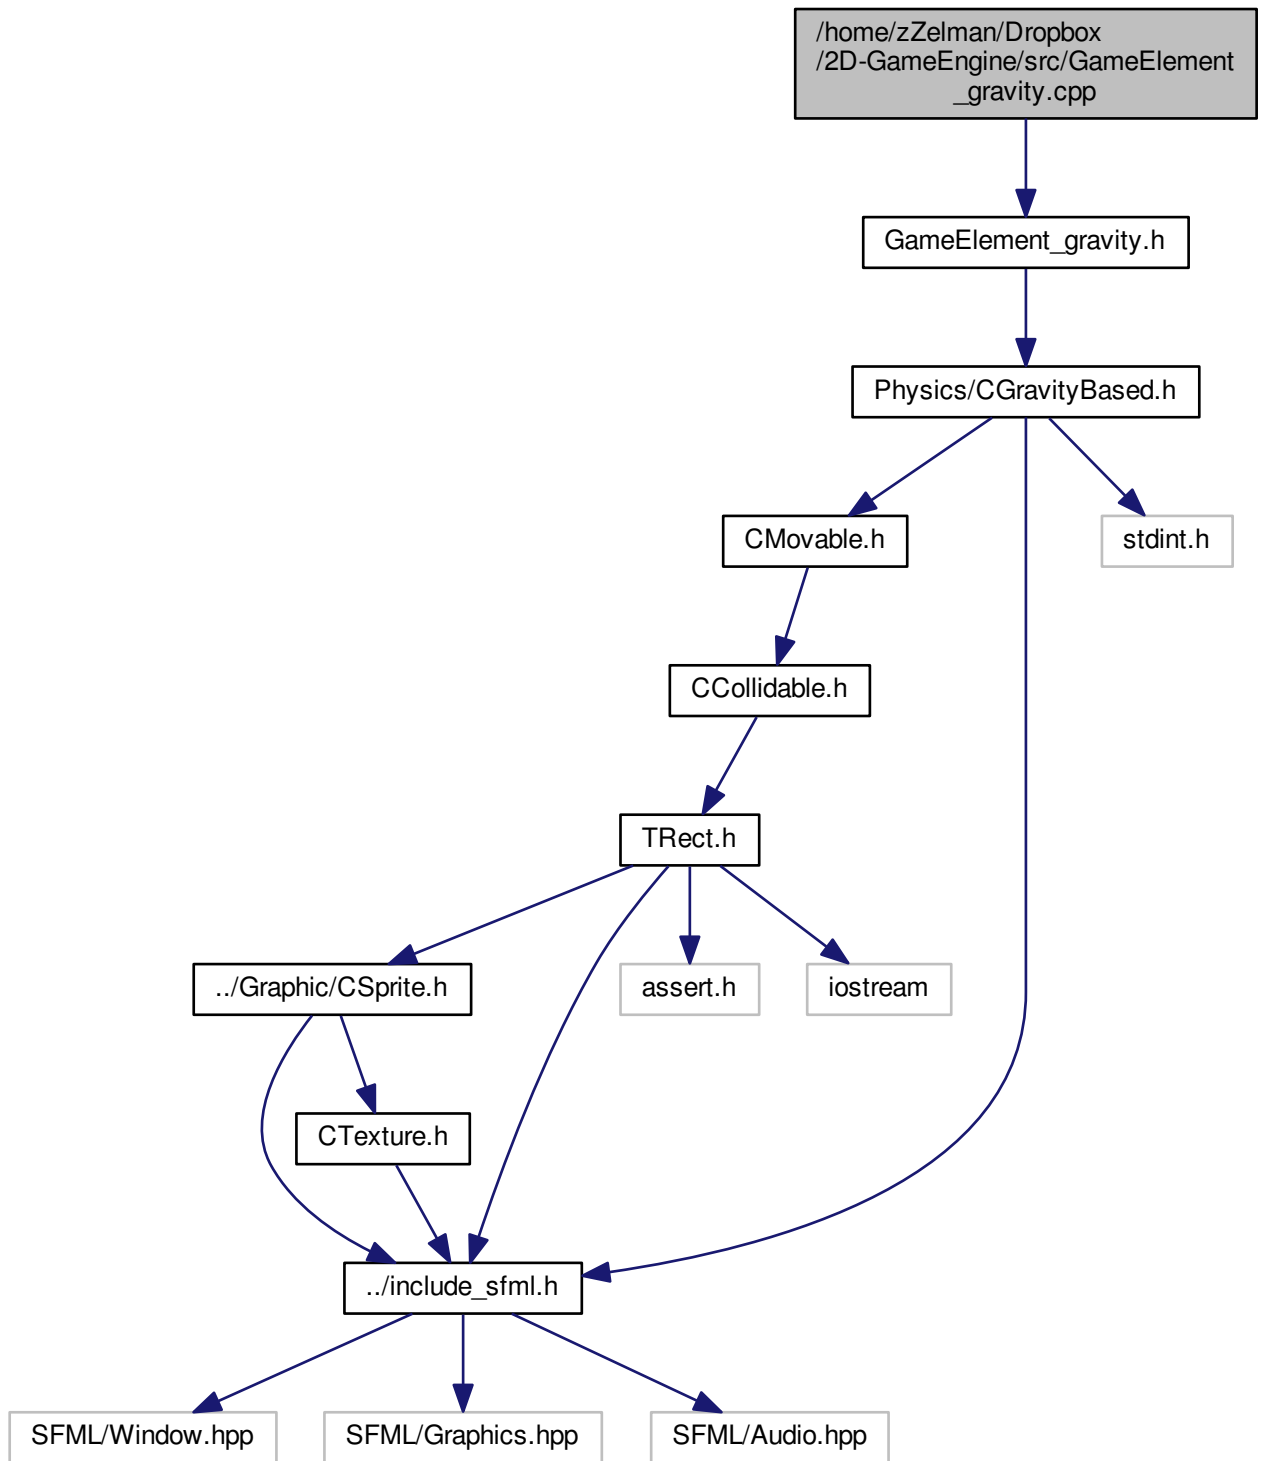 /home/zZelman/Dropbox
/2D-GameEngine/src/GameElement
_gravity.cpp
GameElement_gravity.h
Physics/CGravityBased.h
CMovable.h
stdint.h
CCollidable.h
TRect.h
../Graphic/CSprite.h
assert.h
iostream
CTexture.h
../include_sfml.h
SFML/Window.hpp
SFML/Graphics.hpp
SFML/Audio.hpp